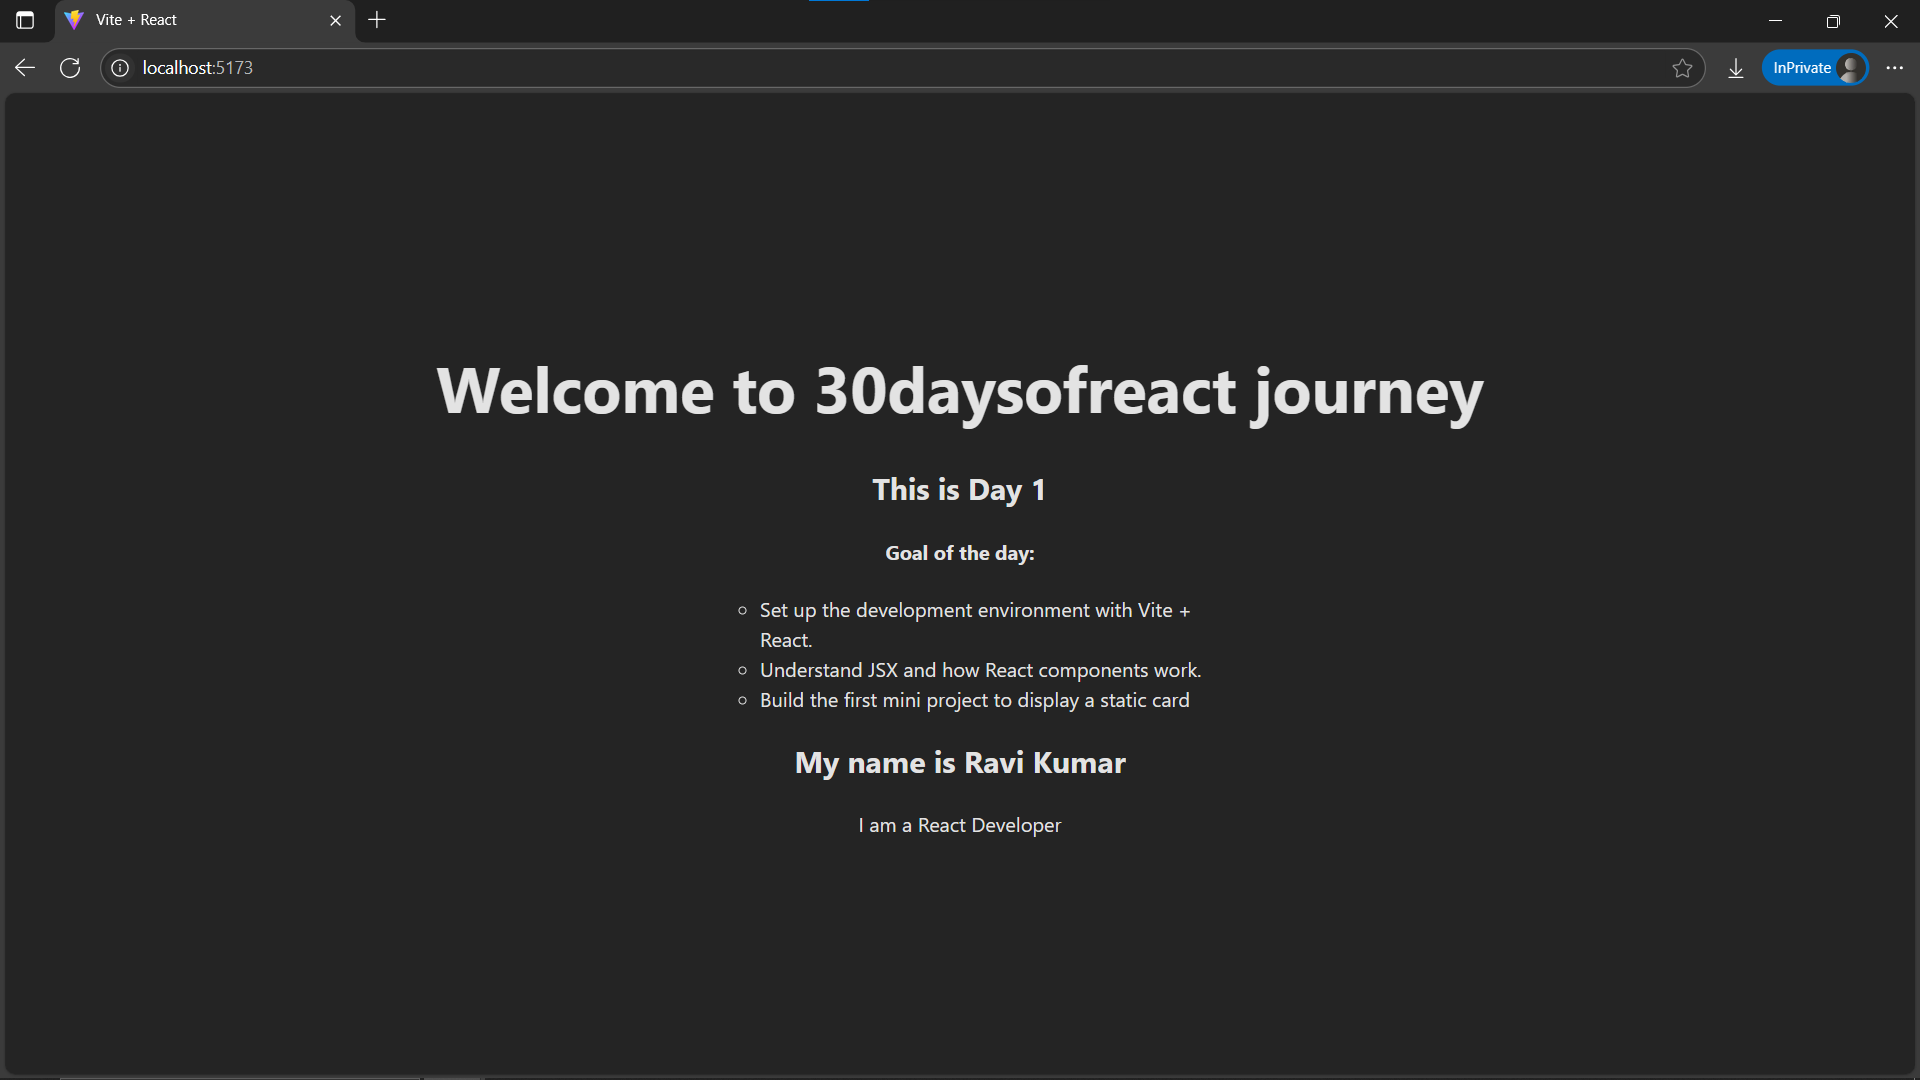 Vite + React
localhost:5173
InPrivate
Welcome to 30daysofreact journey
This is Day 1
Goal of the day:
Set up the development environment with Vite +
React.
Understand JSX and how React components work.
Build the first mini project to display a static card
My name is Ravi Kumar
I am a React Developer